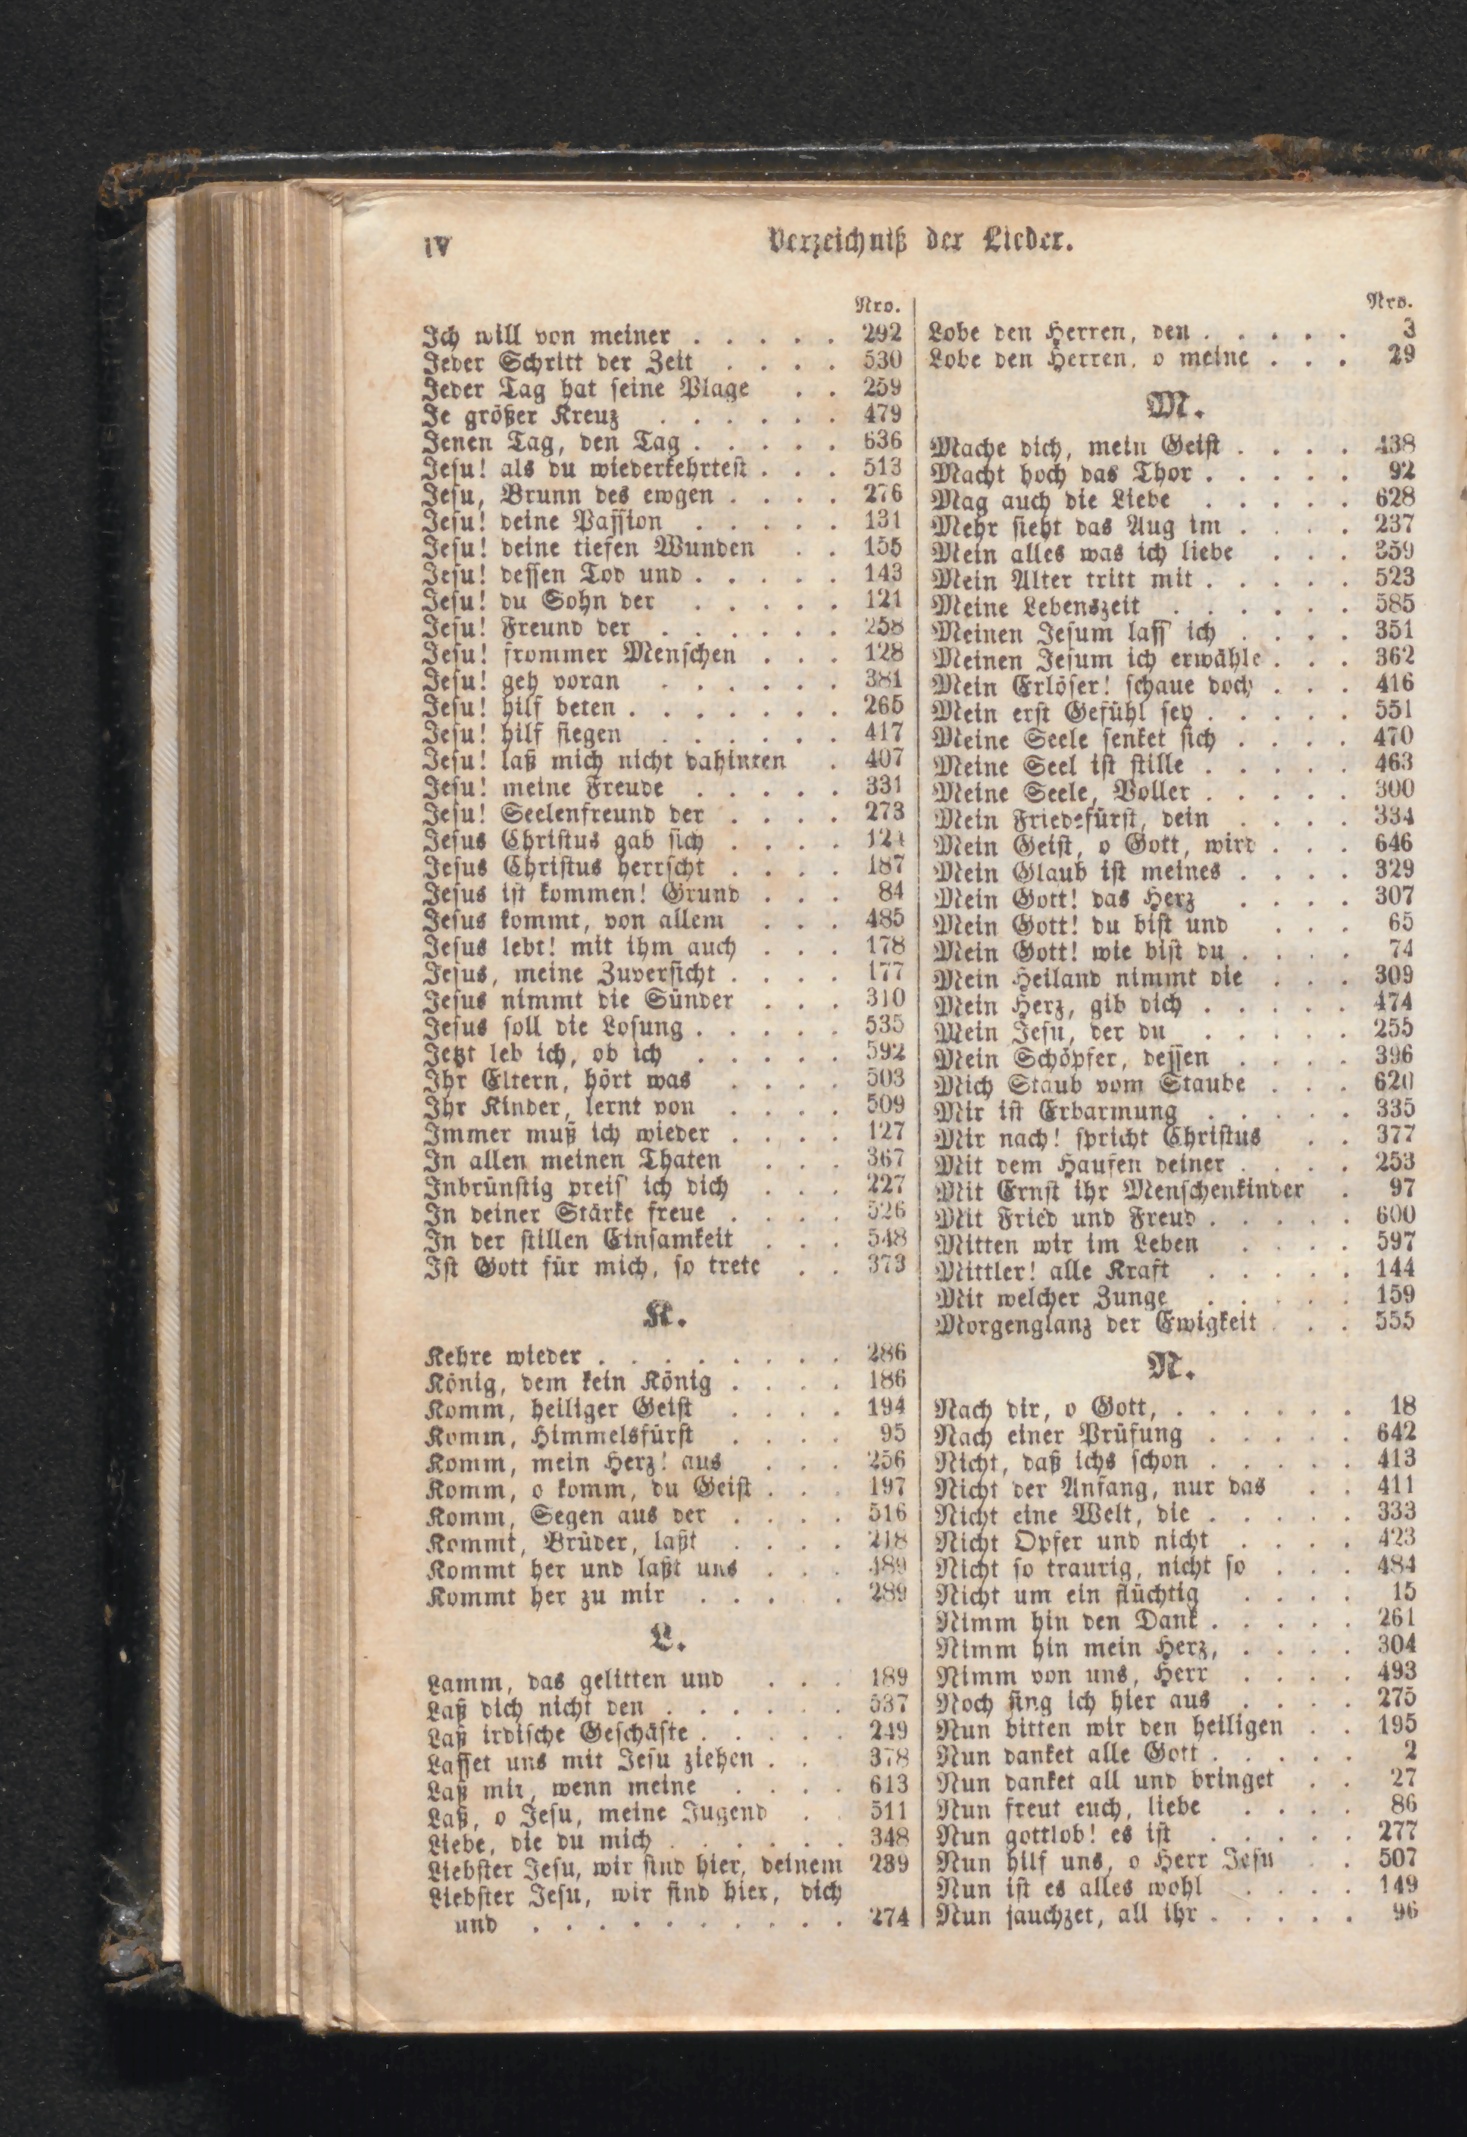 IV
Verzeichniß der Lieder.
Nro.
Ich will von meiner . . . . . 292
Jeder Schritt der Zeit . . . . 530
Jeder Tag hat seine Plage . . 259
Je größer Kreuz . . . . . . 479
Jenen Tag, den Tag . . . . . 636
Jesu! als du wiederkehrtest . . . 513
Jesu, Brunn des ewgen . . . . 276
Jesu! deine Passion . . . . . 131
Jesu! deine tiefen Wunden . . 155
Jesu! dessen Tod und . . . . . 143
Jesu! du Sohn der . . . . . 121
Jesu! Freund der . . . . . . 258
Jesu! frommer Menschen . . . 128
Jesu! geh voran . . . . . . 381
Jesu! hilf beten . . . . . . . 265
Jesu! hilf siegen . . . . . . 417
Jesu! laß mich nicht dahinten . 407
Jesu! meine Freude . . . . . 331
Jesu! Seelenfreund der . . . . 273
Jesus Christus gab sich . . . .
Jesus Christus herrscht . . . . 187
Jesus ist kommen! Grund . . . 84
Jesus kommt, von allem . . . 485
Jesus lebt! mit ihm auch . . . 178
Jesus, meine Zuversicht . . . . 177
Jesus nimmt die Sünder . . . 310
Jesus soll die Losung . . . . . 535
Jetzt leb ich, ob ich . . . . . 592
Ihr Eltern, hört was . . . . 503
Ihr Kinder, lernt von . . . . 509
Immer muß ich wieder . . . . 127
In allen meinen Thaten . . . 367
Inbrünstig preis' ich dich . . . 227
In deiner Stärke freue . . . . 526
In der stillen Einsamkeit . . . 548
Ist Gott für mich, so trete . . 373
K.
Kehre wieder . . . . . . . . 286
König, dem kein König . . . . 186
Komm, heiliger Geist . . . . 194
Komm, Himmelsfürst . . . . 95
Komm, mein Herz! aus . . . 256
Komm, o komm, du Geist . . . 197
Komm, Segen aus der . . . . 516
Kommt, Brüder, laßt . . . . 218
Kommt her und laßt uns . . . 489
Kommt her zu mir . . . . . 289
L.
Lamm, das gelitten und . . . 189
Laß dich nicht den . . . . . . 537
Laß irdische Geschäfte . . . . . 249
Lasset uns mit Jesu ziehen . . . 378
Laß mir, wenn meine . . . . 613
Laß, o Jesu, meine Jugend . . 511
Liebe, die du mich . . . . . . 348
Liebster Jesu, wir sind hier, deinem 239
Liebster Jesu, wir sind hier, dich
und . . . . . . . . . . 274
Nro.
Lobe den Herren, den . . . . . 3
Lobe den Herren, o meine . . . 29
M.
Mache dich, mein Geist . . . . 438
Macht hoch das Thor . . . . . 92
Mag auch die Liebe . . . . . 628
Mehr sieht das Aug im . . . . 237
Mein alles was ich liebe . . . 359
Mein Alter tritt mit . . . . . 523
Meine Lebenszeit . . . . . . 585
Meinen Jesum lass' ich . . . . 351
Meinen Jesum ich erwähle . . . 362
Mein Erlöser! schaue doch . . . 416
Mein erst Gefühl sey . . . . . 551
Meine Seele senket sich . . . . 470
Meine Seel ist stille . . . . . 463
Meine Seele, Voller . . . . . 300
Mein Friedefürst, dein . . . . 334
Mein Geist, o Gott, wird . . . 646
Mein Glaub ist meines . . . . 329
Mein Gott! das Herz . . . . 307
Mein Gott! du bist und . . . 65
Mein Gott! wie bist du . . . . 74
Mein Heiland nimmt die . . . 309
Mein Herz, gib dich . . . . . 474
Mein Jesu, der du . . . . . 255
Mein Schöpfer, dessen . . . . 396
Mich Staub vom Staube . . . 620
Mir ist Erbarmung . . . . . 335
Mir nach! spricht Christus . . 377
Mit dem Haufen deiner . . . . 253
Mit Ernst ihr Menschenkinder . 97
Mit Fried und Freud . . . . . 600
Mitten wir im Leben . . . . 597
Mittler! alle Kraft . . . . . 144
Mit welcher Zunge . . . . . 159
Morgenglanz der Ewigkeit . . . 555
N.
Nach dir, o Gott, . . . . . . 18
Nach einer Prüfung . . . . . 642
Nicht, daß ichs schon . . . . . 413
Nicht der Anfang, nur das . . 411
Nicht eine Welt, die . . . . . 333
Nicht Opfer und nicht . . . . 423
Nicht so traurig, nicht so . . . 484
Nicht um ein flüchtig . . . . 15
Nimm hin den Dank . . . . . 261
Nimm hin mein Herz, . . . . 304
Nimm von uns, Herr . . . . 493
Noch sing ich hier aus . . . . 275
Nun bitten wir den heiligen . . 195
Nun danket alle Gott . . . . . 2
Nun danket all und bringet . . 27
Nun freut euch, liebe . . . . 86
Nun gottlob! es ist . . . . . 277
Nun hilf uns, o Herr Jesu . . 507
Nun ist es alles wohl . . . . 149
Nun jauchzet, all ihr . . . . . 96